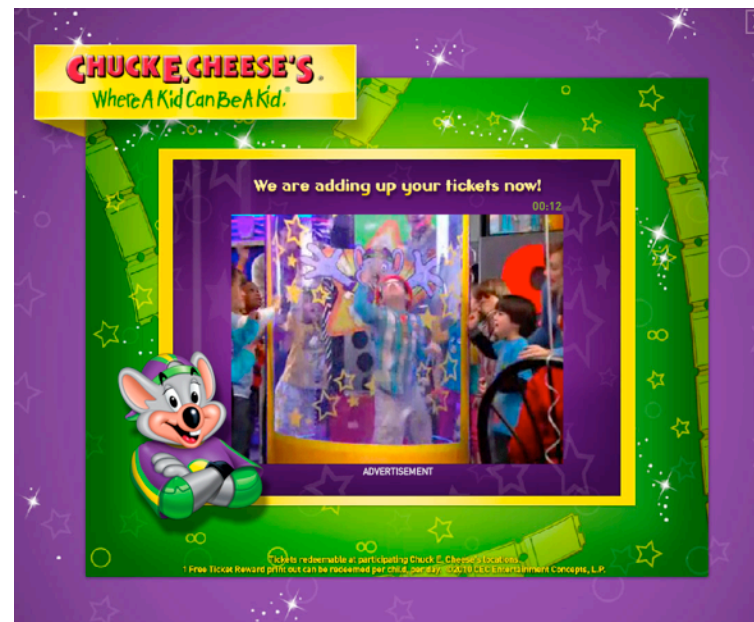 CHUCK E. CHEESE'S®
Where A Kid Can Be A Kid.®
We are adding up your tickets now!
00:12
ADVERTISEMENT
Tickets redeemable at participating Chuck E. Cheese's locations.
1 Free Ticket Reward print out can be redeemed per child, per day. ©2010 CEC Entertainment Concepts, L.P.